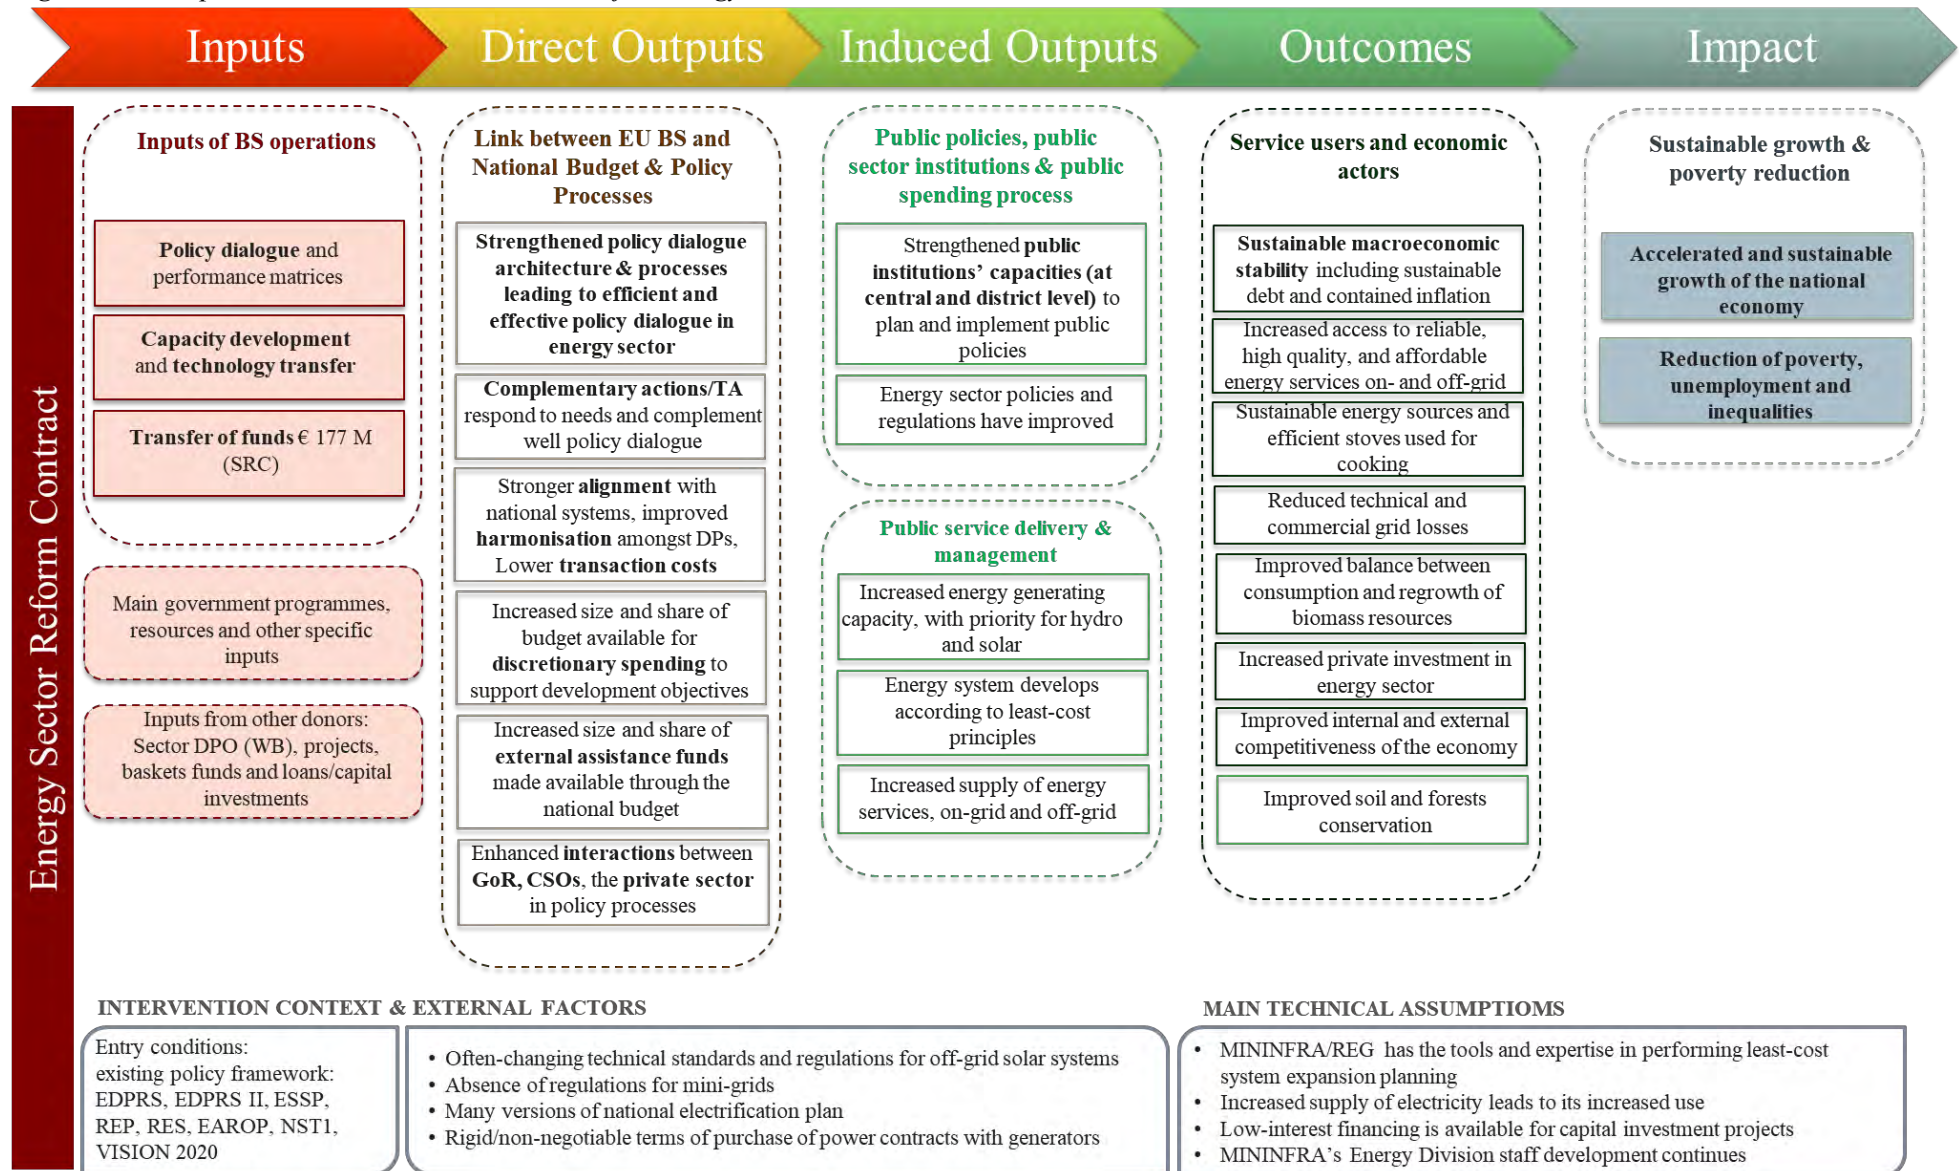 Inputs
Direct Outputs
Induced Outputs
Outcomes
Impact
Energy Sector Reform Contract
Inputs of BS operations
Policy dialogue and
performance matrices
Capacity development
and technology transfer
Transfer of funds € 177 M
(SRC)
Main government programmes,
resources and other specific
inputs
Inputs from other donors:
Sector DPO (WB), projects,
baskets funds and loans/capital
investments
Link between EU BS and
National Budget & Policy
Processes
Strengthened policy dialogue
architecture & processes
leading to efficient and
effective policy dialogue in
energy sector
Complementary actions/TA
respond to needs and complement
well policy dialogue
Stronger alignment with
national systems, improved
harmonisation amongst DPs,
Lower transaction costs
Increased size and share of
budget available for
discretionary spending to
support development objectives
Increased size and share of
external assistance funds
made available through the
national budget
Enhanced interactions between
GoR, CSOs, the private sector
in policy processes
Public policies, public
sector institutions & public
spending process
Strengthened public
institutions’ capacities (at
central and district level) to
plan and implement public
policies
Energy sector policies and
regulations have improved
Public service delivery &
management
Increased energy generating
capacity, with priority for hydro
and solar
Energy system develops
according to least-cost
principles
Increased supply of energy
services, on-grid and off-grid
Service users and economic
actors
Sustainable macroeconomic
stability including sustainable
debt and contained inflation
Increased access to reliable,
high quality, and affordable
energy services on- and off-grid
Sustainable energy sources and
efficient stoves used for
cooking
Reduced technical and
commercial grid losses
Improved balance between
consumption and regrowth of
biomass resources
Increased private investment in
energy sector
Improved internal and external
competitiveness of the economy
Improved soil and forests
conservation
Sustainable growth &
poverty reduction
Accelerated and sustainable
growth of the national
economy
Reduction of poverty,
unemployment and
inequalities
INTERVENTION CONTEXT & EXTERNAL FACTORS
Entry conditions:
existing policy framework:
EDPRS, EDPRS II, ESSP,
REP, RES, EAROP, NST1,
VISION 2020
• Often-changing technical standards and regulations for off-grid solar systems
• Absence of regulations for mini-grids
• Many versions of national electrification plan
• Rigid/non-negotiable terms of purchase of power contracts with generators
MAIN TECHNICAL ASSUMPTIOMS
• MININFRA/REG has the tools and expertise in performing least-cost
system expansion planning
• Increased supply of electricity leads to its increased use
• Low-interest financing is available for capital investment projects
• MININFRA’s Energy Division staff development continues